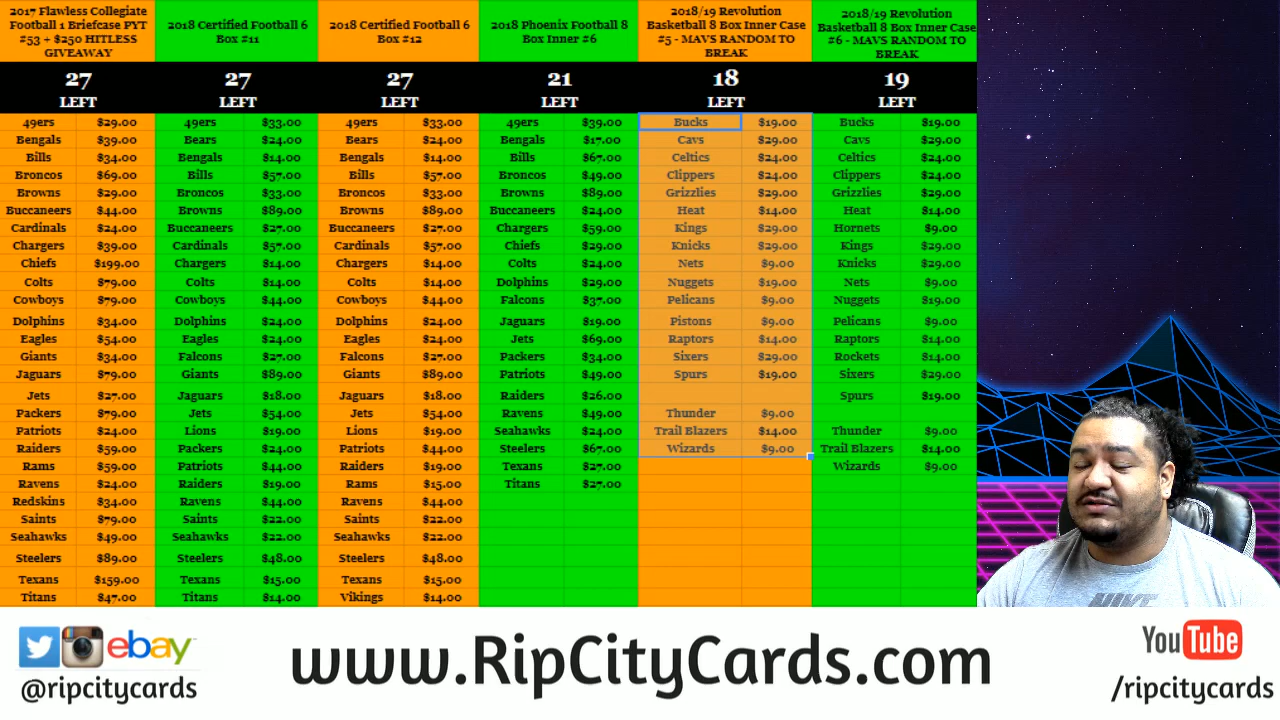 2017 Flawless Collegiate
Football 1 Briefcase PYT
#53 + $250 HITLESS
GIVEAWAY
27
LEFT
49ers $29.00
Bengals $39.00
Bills $34.00
Broncos $69.00
Browns $29.00
Buccaneers $44.00
Cardinals $24.00
Chargers $39.00
Chiefs $199.00
Colts $79.00
Cowboys $79.00
Dolphins $34.00
Eagles $54.00
Giants $34.00
Jaguars $79.00
Jets $27.00
Packers $79.00
Patriots $24.00
Raiders $59.00
Rams $59.00
Ravens $24.00
Redskins $34.00
Saints $79.00
Seahawks $49.00
Steelers $89.00
Texans $159.00
Titans $47.00
2018 Certified Football 6
Box #11
27
LEFT
49ers $33.00
Bears $24.00
Bengals $14.00
Bills $57.00
Broncos $33.00
Browns $89.00
Buccaneers $27.00
Cardinals $57.00
Chargers $14.00
Colts $14.00
Cowboys $44.00
Dolphins $24.00
Eagles $24.00
Falcons $27.00
Giants $89.00
Jaguars $18.00
Jets $54.00
Lions $19.00
Packers $24.00
Patriots $44.00
Raiders $19.00
Ravens $44.00
Saints $22.00
Seahawks $22.00
Steelers $48.00
Texans $15.00
Titans $14.00
2018 Certified Football 6
Box #12
27
LEFT
49ers $33.00
Bears $24.00
Bengals $14.00
Bills $57.00
Broncos $33.00
Browns $89.00
Buccaneers $27.00
Cardinals $57.00
Chargers $14.00
Colts $14.00
Cowboys $44.00
Dolphins $24.00
Eagles $24.00
Falcons $27.00
Giants $89.00
Jaguars $18.00
Jets $54.00
Lions $19.00
Patriots $44.00
Raiders $19.00
Rams $15.00
Ravens $44.00
Saints $22.00
Seahawks $22.00
Steelers $48.00
Texans $15.00
Vikings $14.00
2018 Phoenix Football 8
Box Inner #6
21
LEFT
49ers $39.00
Bengals $17.00
Bills $67.00
Broncos $49.00
Browns $89.00
Buccaneers $24.00
Chargers $59.00
Chiefs $29.00
Colts $24.00
Dolphins $29.00
Falcons $37.00
Jaguars $19.00
Jets $69.00
Packers $34.00
Patriots $49.00
Raiders $26.00
Ravens $49.00
Seahawks $24.00
Steelers $67.00
Texans $27.00
Titans $27.00
2018/19 Revolution
Basketball 8 Box Inner Case
#5 - MAVS RANDOM TO
BREAK
18
LEFT
Bucks $19.00
Cavs $29.00
Celtics $24.00
Clippers $24.00
Grizzlies $29.00
Heat $14.00
Kings $29.00
Knicks $29.00
Nets $9.00
Nuggets $19.00
Pelicans $9.00
Pistons $9.00
Raptors $14.00
Sixers $29.00
Spurs $19.00
Thunder $9.00
Trail Blazers $14.00
Wizards $9.00
2018/19 Revolution
Basketball 8 Box Inner Case
#6 - MAVS RANDOM TO
BREAK
19
LEFT
Bucks $19.00
Cavs $29.00
Celtics $24.00
Clippers $24.00
Grizzlies $29.00
Heat $14.00
Hornets $9.00
Kings $29.00
Knicks $29.00
Nets $9.00
Nuggets $19.00
Pelicans $9.00
Raptors $14.00
Rockets $14.00
Sixers $29.00
Spurs $19.00
Thunder $9.00
Trail Blazers $14.00
Wizards $9.00
NIKE
ebay
@ripcitycards
www.RipCityCards.com
YouTube
/ripcitycards